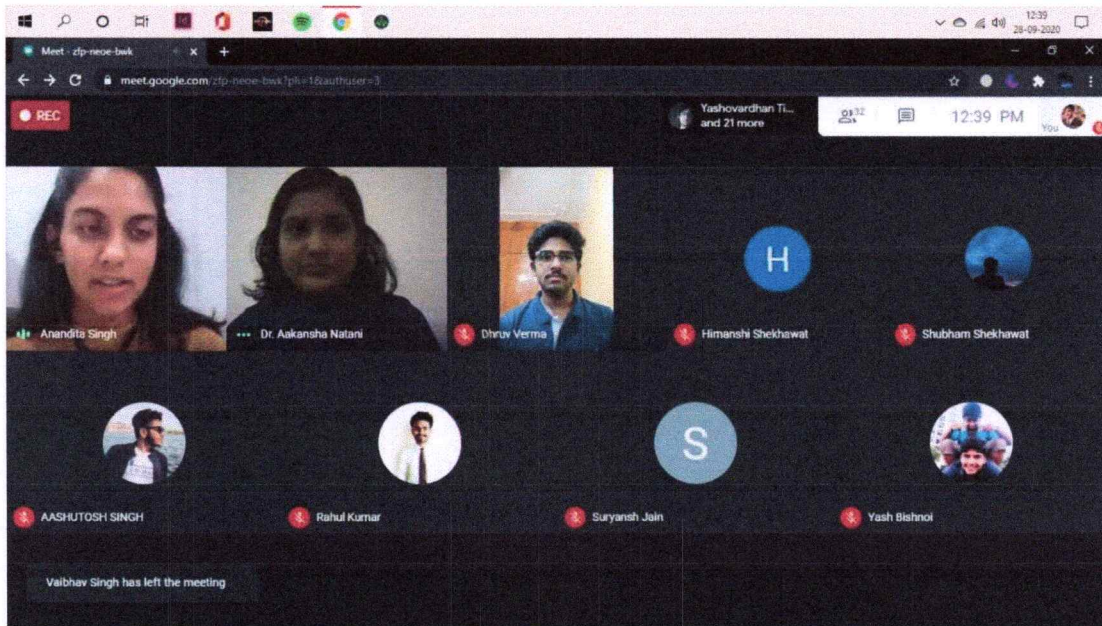 12:39
28-09-2020
Meet - zfp-neoe-bwk
meet.google.com/zfp-neoe-bwk?pli=1&authuser=3
REC
Yashovardhan Ti...
and 21 more
32
12:39 PM
You
Anandita Singh
Dr. Aakansha Natani
Dhruv Verma
H
Himanshi Shekhawat
Shubham Shekhawat
AASHUTOSH SINGH
Rahul Kumar
S
Suryansh Jain
Yash Bishnoi
Vaibhav Singh has left the meeting